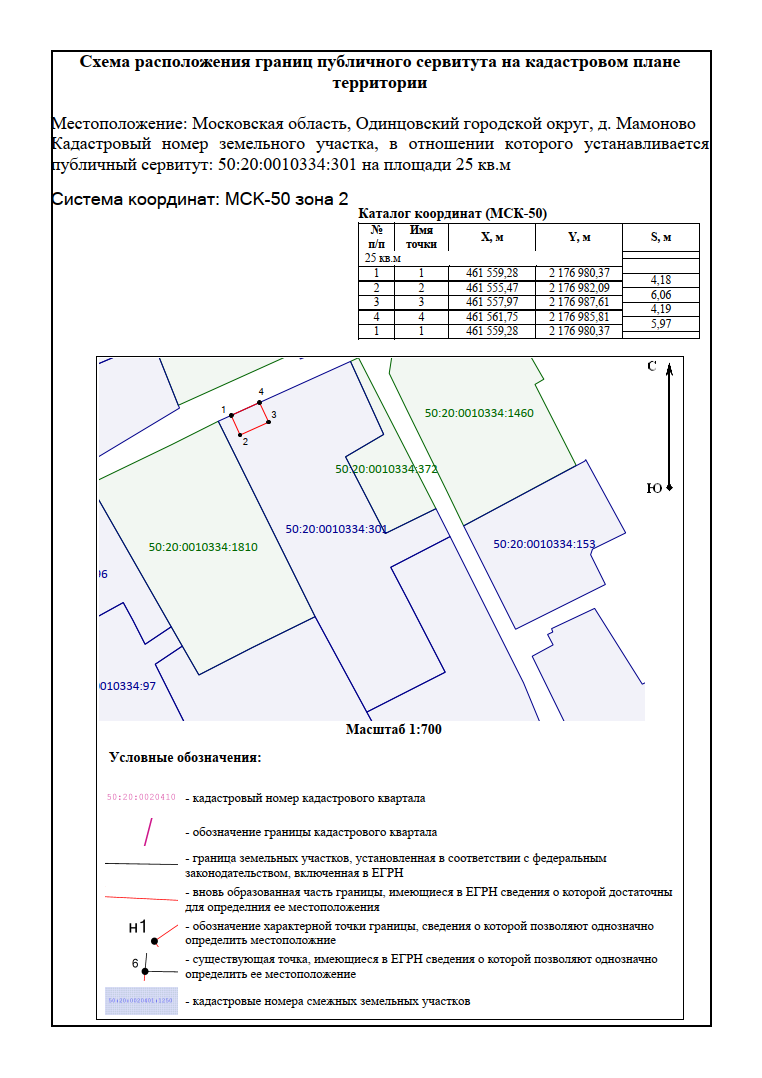 Схема расположения границ публичного сервитута на кадастровом плане
территории
Местоположение: Московская область, Одинцовский городской округ, д. Мамоново
Кадастровый номер земельного участка, в отношении которого устанавливается
публичный сервитут: 50:20:0010334:301 на площади 25 кв.м
Система координат: МСК-50 зона 2
Каталог координат (МСК-50)
№ п/п Имя точки X, м Y, м S, м
25 кв.м
1 1 461 559,28 2 176 980,37
4,18
2 2 461 555,47 2 176 982,09
6,06
3 3 461 557,97 2 176 987,61
4,19
4 4 461 561,75 2 176 985,81
5,97
1 1 461 559,28 2 176 980,37
С
Ю
4
1
3
2
50:20:0010334:1460
50:20:0010334:372
50:20:0010334:301
50:20:0010334:153
50:20:0010334:1810
96
010334:97
Масштаб 1:700
Условные обозначения:
50:20:0020410 - кадастровый номер кадастрового квартала
- обозначение границы кадастрового квартала
- граница земельных участков, установленная в соответствии с федеральным
законодательством, включенная в ЕГРН
- вновь образованная часть границы, имеющиеся в ЕГРН сведения о которой достаточны
для определния ее местоположения
н1 - обозначение характерной точки границы, сведения о которой позволяют однозначно
определить местоположние
6 - существующая точка, имеющиеся в ЕГРН сведения о которой позволяют однозначно
определить ее местоположение
50:20:0020401:1250 - кадастровые номера смежных земельных участков